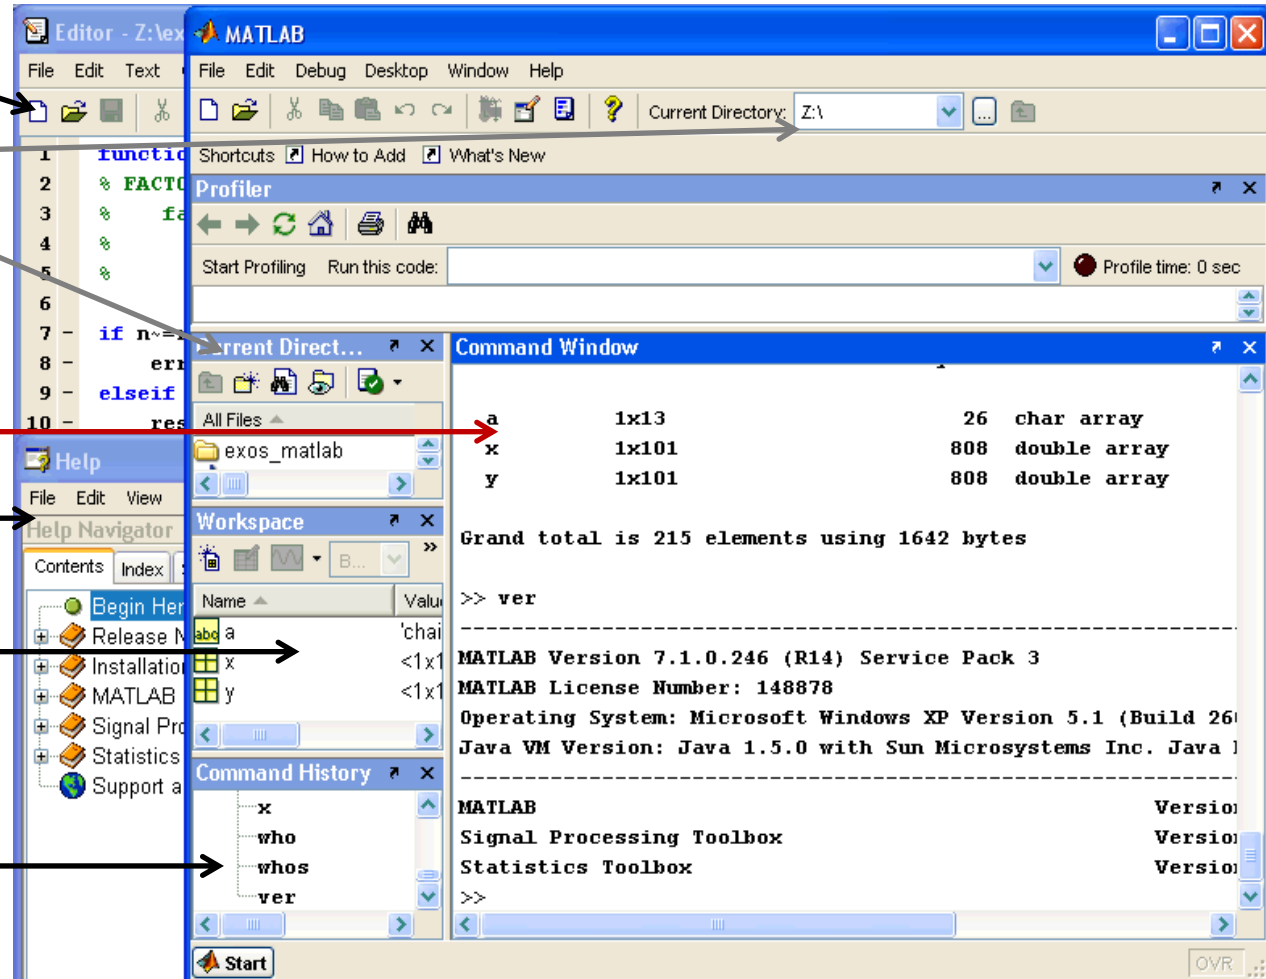 Editor - Z:\ex
File Edit Text
1 functio
2 % FACTO
3 % fa
4 %
5 %
6
7 - if n~=
8 - err
9 - elseif
10 - res
Help
File Edit View
Help Navigator
Contents Index
Begin Her
Release N
Installation
MATLAB
Signal Pro
Statistics
Support a
MATLAB
File Edit Debug Desktop Window Help
Current Directory: Z:\
Shortcuts How to Add What's New
Profiler
Start Profiling Run this code:
Profile time: 0 sec
Current Direct...
All Files
exos_matlab
Workspace
B...
Name Valu
abc a 'chai
x <1x1
y <1x1
Command History
x
who
whos
ver
Command Window
a 1x13 26 char array
x 1x101 808 double array
y 1x101 808 double array
Grand total is 215 elements using 1642 bytes
>> ver
-----------------------------------------------------
MATLAB Version 7.1.0.246 (R14) Service Pack 3
MATLAB License Number: 148878
Operating System: Microsoft Windows XP Version 5.1 (Build 260
Java VM Version: Java 1.5.0 with Sun Microsystems Inc. Java
-----------------------------------------------------
MATLAB Version
Signal Processing Toolbox Version
Statistics Toolbox Version
>>
Start
OVR